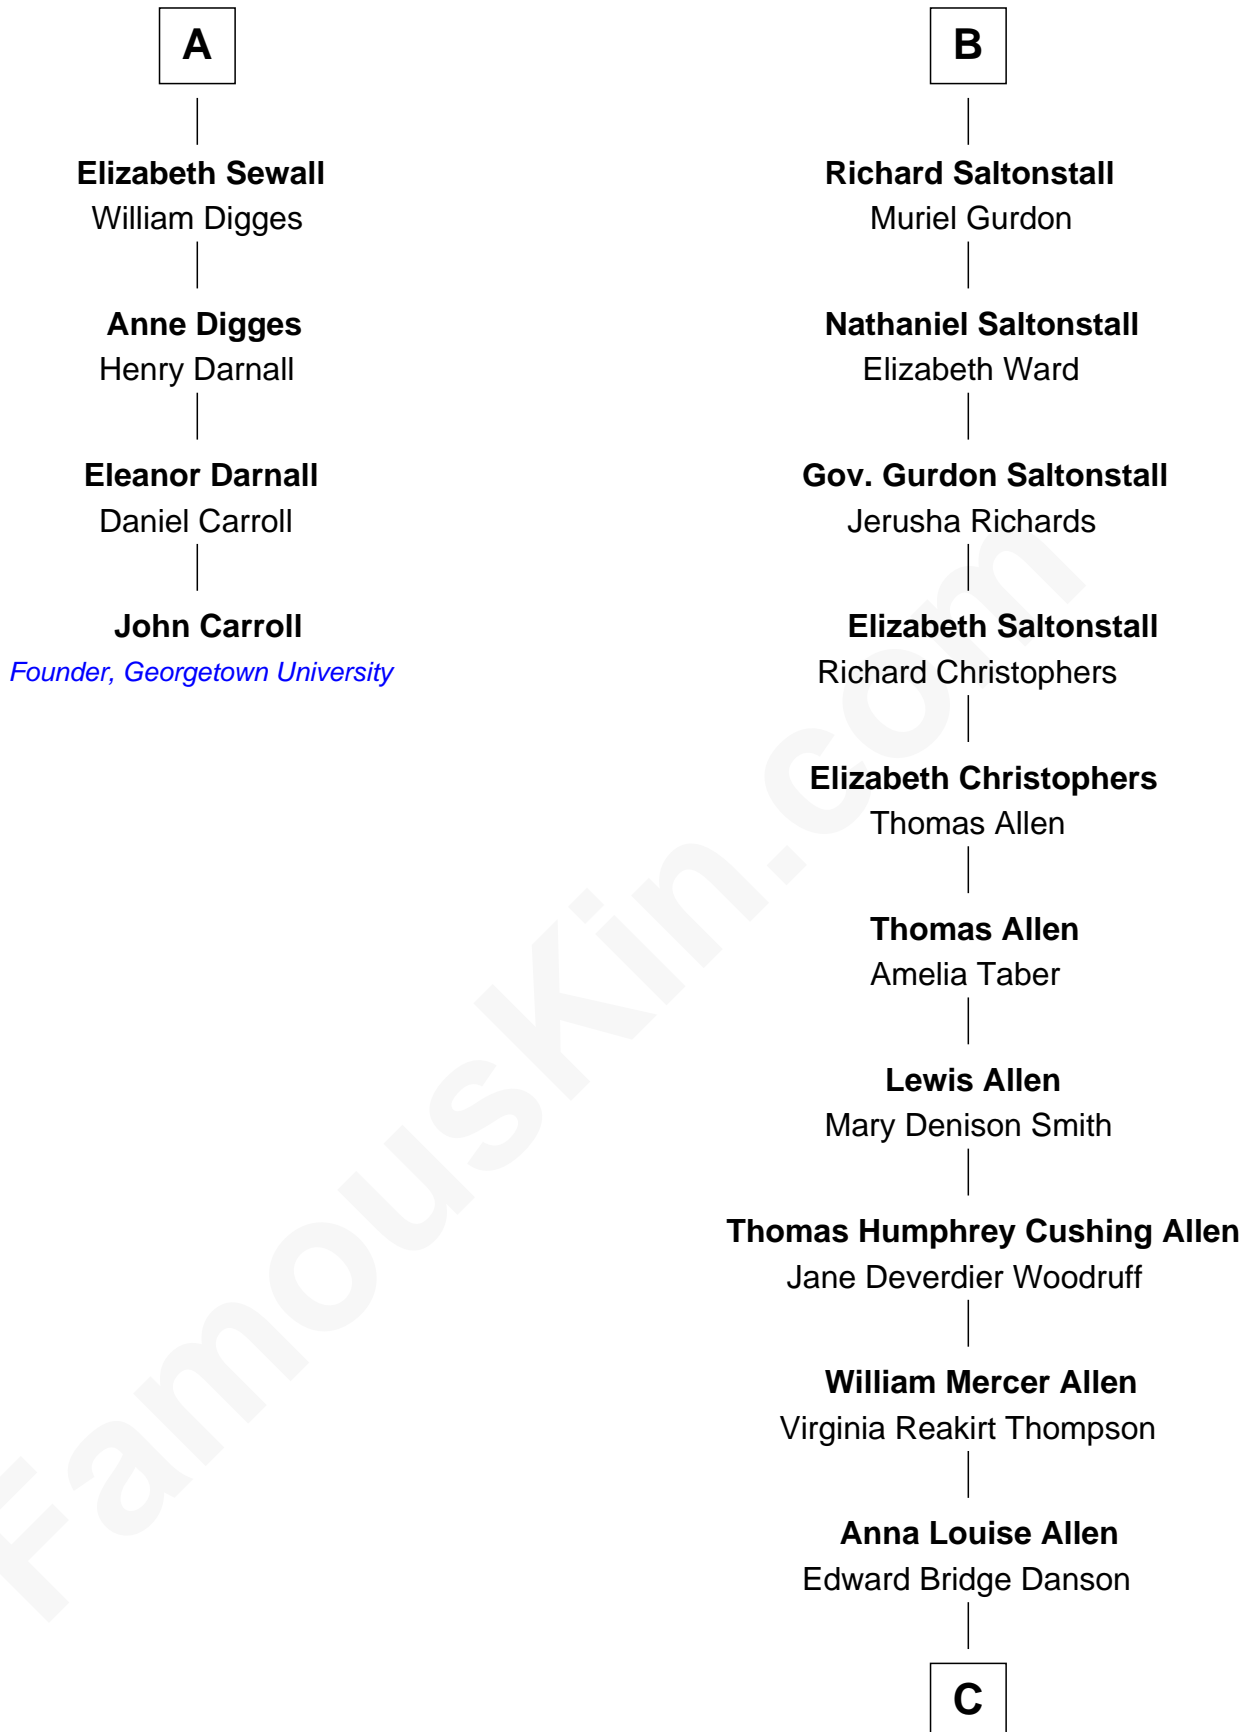 A
Elizabeth Sewall
William Digges
Anne Digges
Henry Darnall
Eleanor Darnall
Daniel Carroll
John Carroll
Founder, Georgetown University
B
Richard Saltonstall
Muriel Gurdon
Nathaniel Saltonstall
Elizabeth Ward
Gov. Gurdon Saltonstall
Jerusha Richards
Elizabeth Saltonstall
Richard Christophers
Elizabeth Christophers
Thomas Allen
Thomas Allen
Amelia Taber
Lewis Allen
Mary Denison Smith
Thomas Humphrey Cushing Allen
Jane Deverdier Woodruff
William Mercer Allen
Virginia Reakirt Thompson
Anna Louise Allen
Edward Bridge Danson
C
FamousKin.com